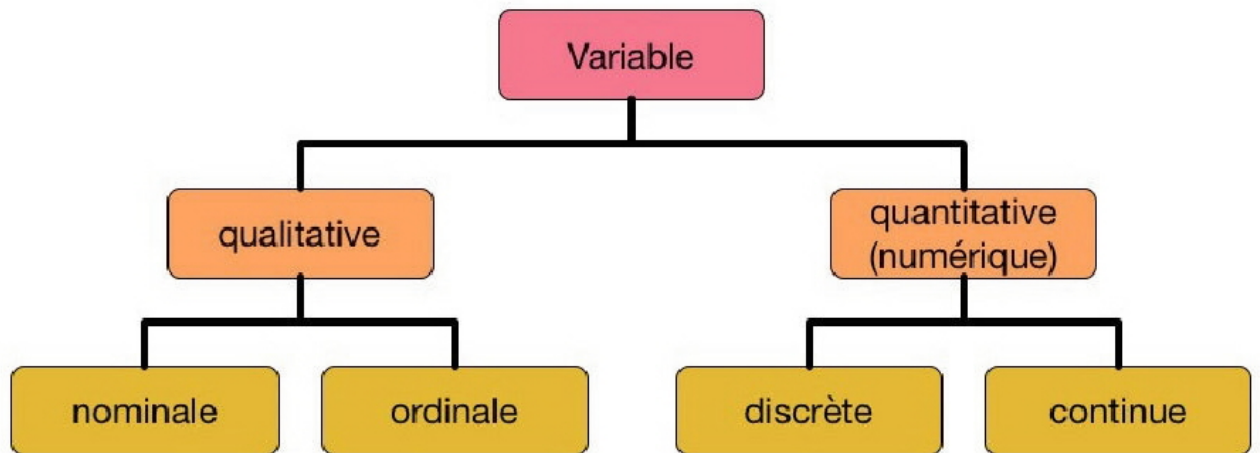 Variable
qualitative
quantitative
(numérique)
nominale
ordinale
discrète
continue